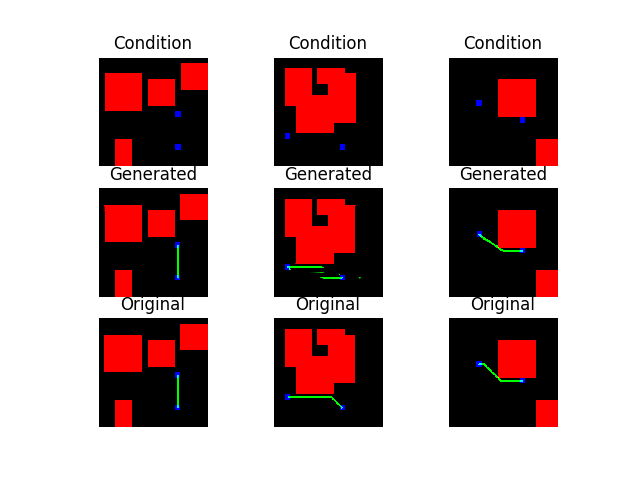 Condition
Condition
Condition
Generated
Generated
Generated
Original
Original
Original